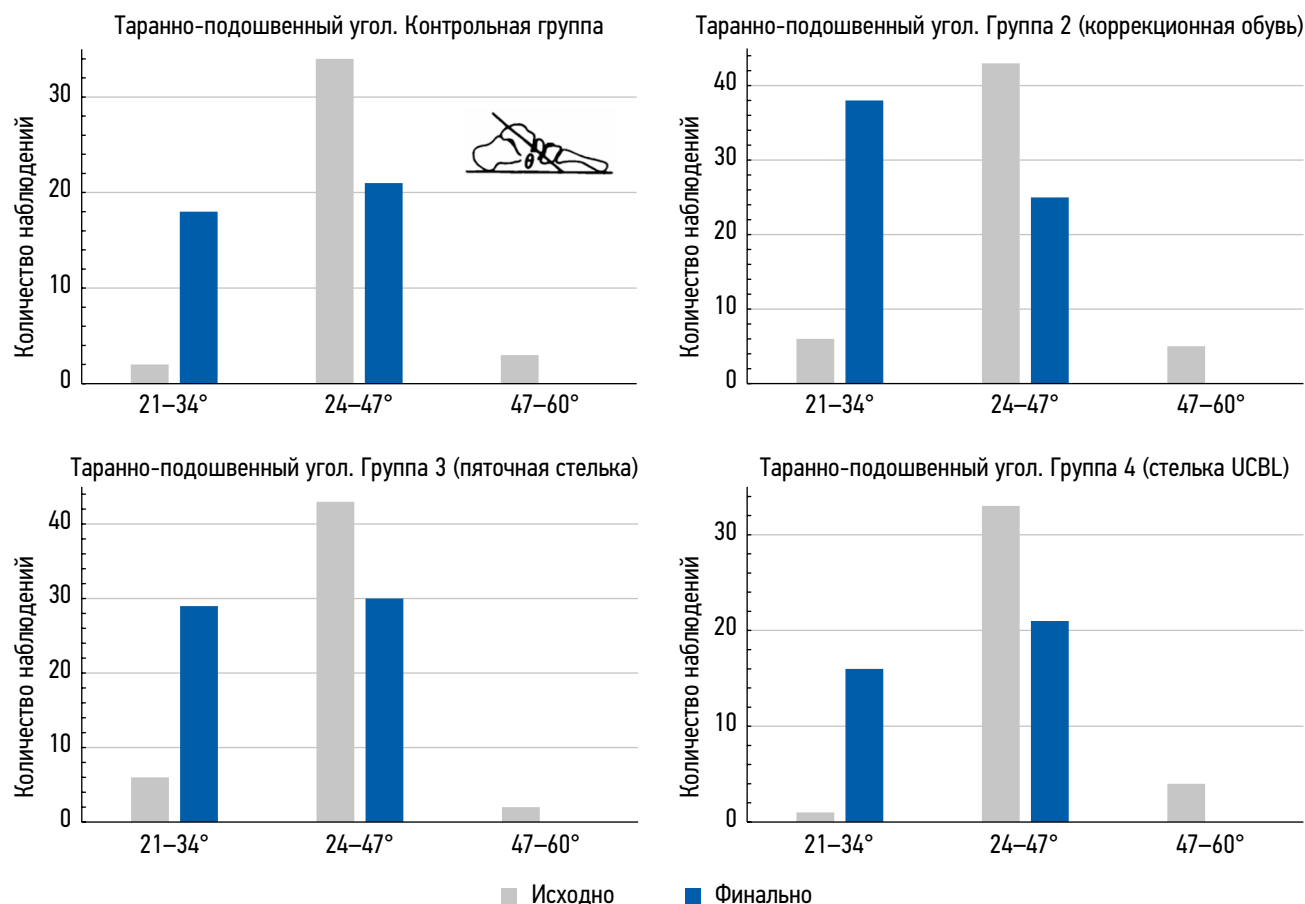 Таранно-подошвенный угол. Контрольная группа
Количество наблюдений
30
20
10
0
θ
21–34°
24–47°
47–60°
Таранно-подошвенный угол. Группа 2 (коррекционная обувь)
Количество наблюдений
40
30
20
10
0
21–34°
24–47°
47–60°
Таранно-подошвенный угол. Группа 3 (пяточная стелька)
Количество наблюдений
40
30
20
10
0
21–34°
24–47°
47–60°
Таранно-подошвенный угол. Группа 4 (стелька UCBL)
Количество наблюдений
30
20
10
0
21–34°
24–47°
47–60°
Исходно
Финально